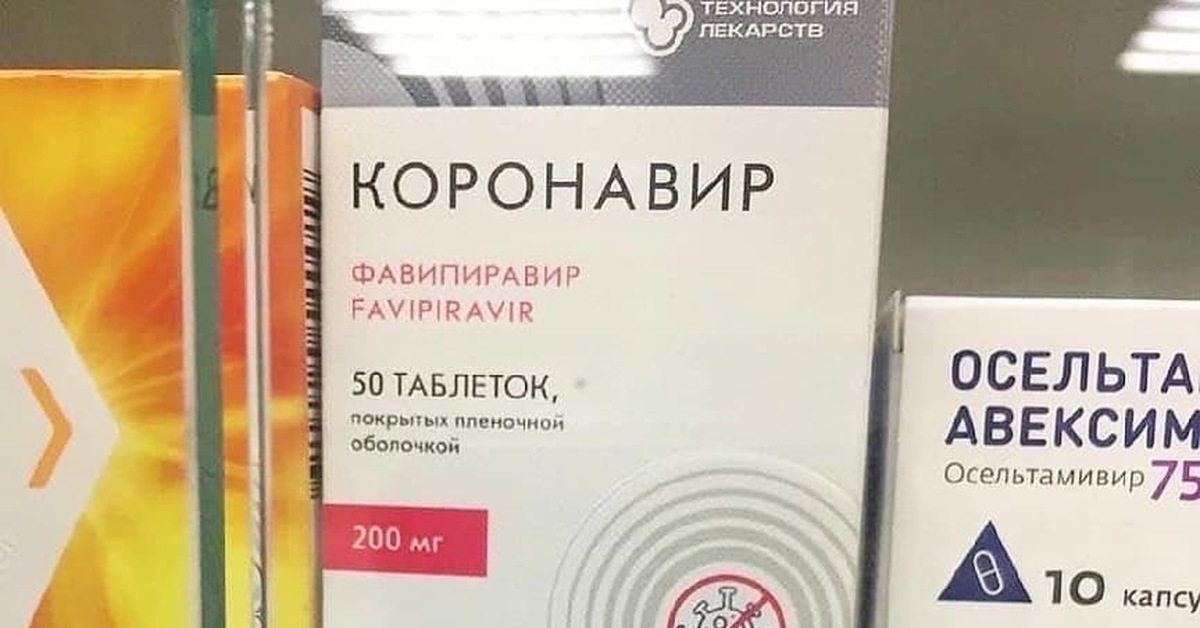 ТЕХНОЛОГИЯ
ЛЕКАРСТВ
КОРОНАВИР
ФАВИПИРАВИР
FAVIPIRAVIR
50 ТАБЛЕТОК,
покрытых пленочной
оболочкой
200 мг
ОСЕЛЬТА
АВЕКСИМ
Осельтамивир 75
10 капсу